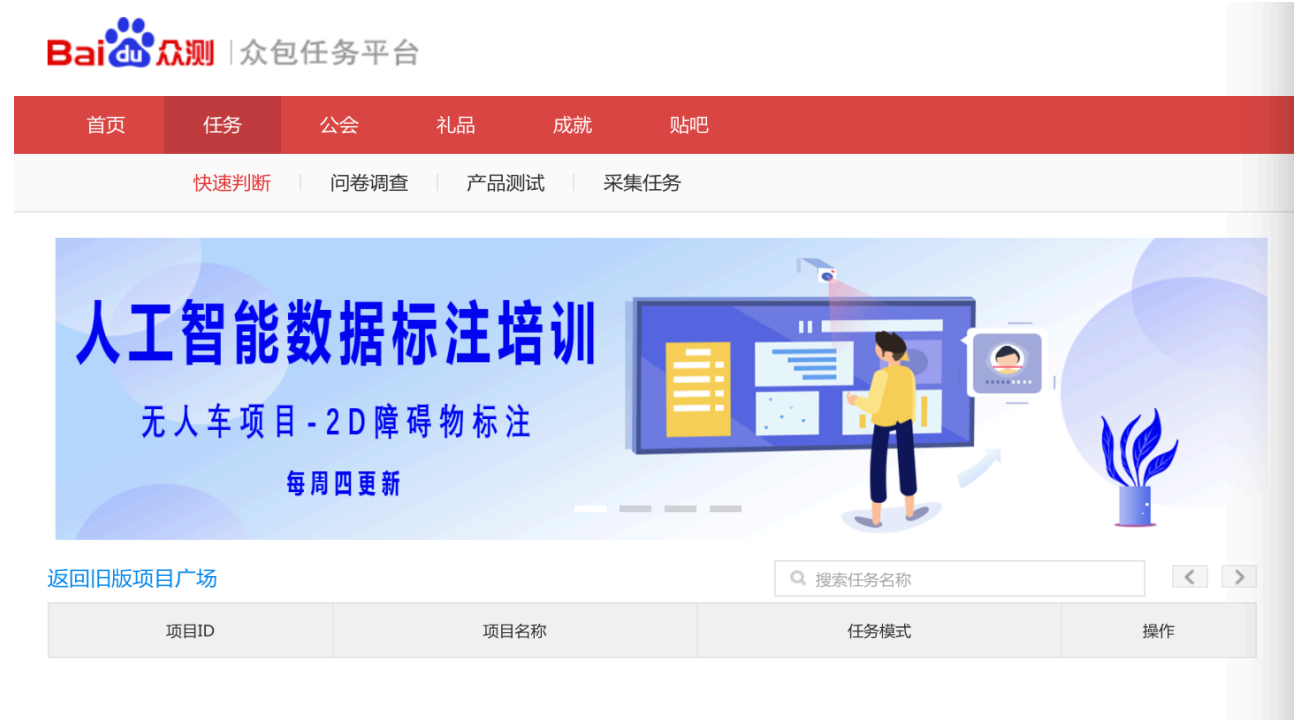 Baidu众测 众包任务平台
首页 任务 公会 礼品 成就 贴吧
快速判断 问卷调查 产品测试 采集任务
人工智能数据标注培训
无人车项目-2D障碍物标注
每周四更新
返回旧版项目广场 搜索任务名称
项目ID 项目名称 任务模式 操作